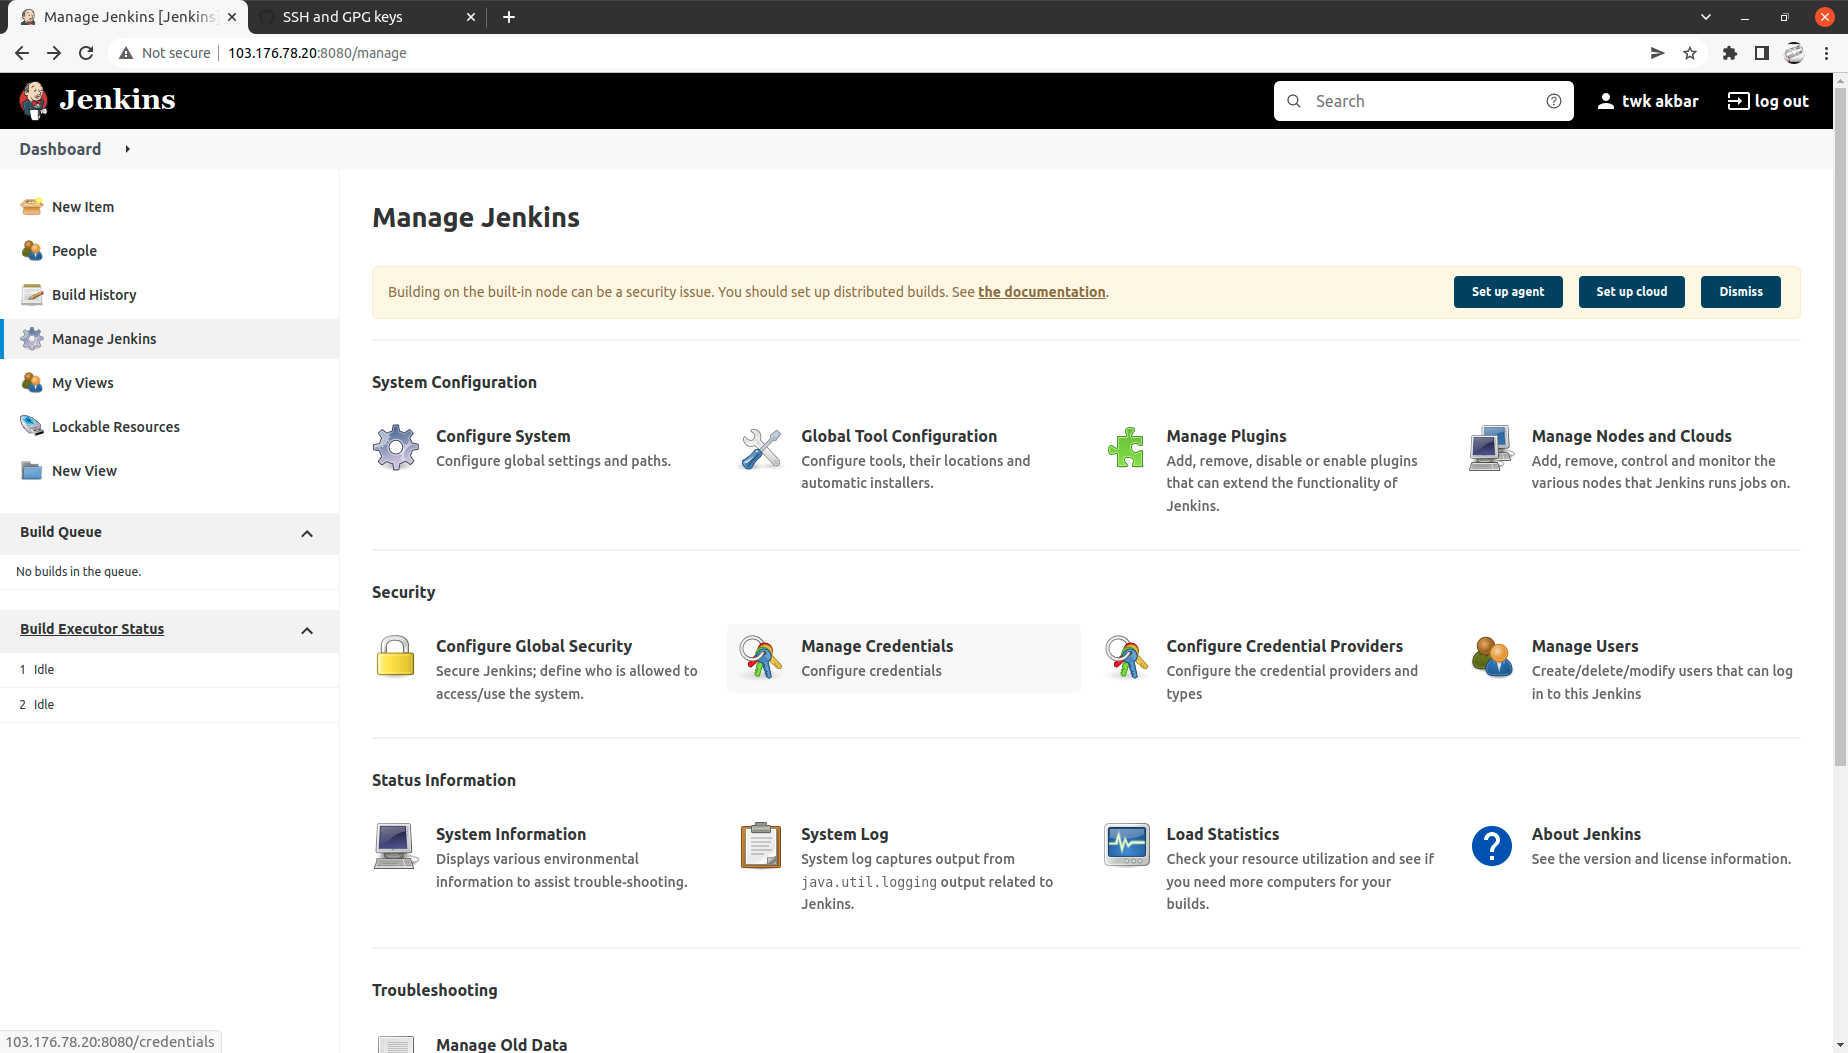 Manage Jenkins [Jenkins]
SSH and GPG keys
Not secure
103.176.78.20:8080/manage
Jenkins
Search
twk akbar
log out
Dashboard
New Item
People
Build History
Manage Jenkins
My Views
Lockable Resources
New View
Build Queue
No builds in the queue.
Build Executor Status
1 Idle
2 Idle
Manage Jenkins
Building on the built-in node can be a security issue. You should set up distributed builds. See the documentation.
Set up agent
Set up cloud
Dismiss
System Configuration
Configure System
Configure global settings and paths.
Global Tool Configuration
Configure tools, their locations and
automatic installers.
Manage Plugins
Add, remove, disable or enable plugins
that can extend the functionality of
Jenkins.
Manage Nodes and Clouds
Add, remove, control and monitor the
various nodes that Jenkins runs jobs on.
Security
Configure Global Security
Secure Jenkins; define who is allowed to
access/use the system.
Manage Credentials
Configure credentials
Configure Credential Providers
Configure the credential providers and
types
Manage Users
Create/delete/modify users that can log
in to this Jenkins
Status Information
System Information
Displays various environmental
information to assist trouble-shooting.
System Log
System log captures output from
java.util.logging output related to
Jenkins.
Load Statistics
Check your resource utilization and see if
you need more computers for your
builds.
About Jenkins
See the version and license information.
Troubleshooting
Manage Old Data
103.176.78.20:8080/credentials